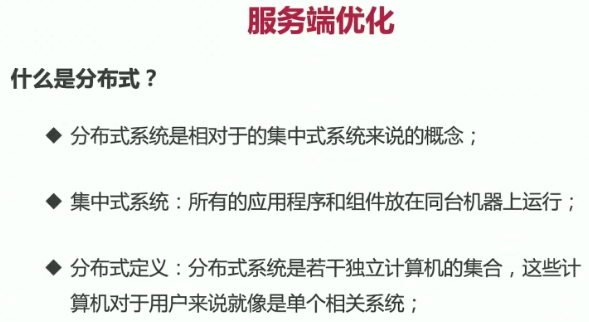 服务端优化
什么是分布式？
◆ 分布式系统是相对于的集中式系统来说的概念；
◆ 集中式系统：所有的应用程序和组件放在同台机器上运行；
◆ 分布式定义：分布式系统是若干独立计算机的集合，这些计
算机对于用户来说就像是单个相关系统；